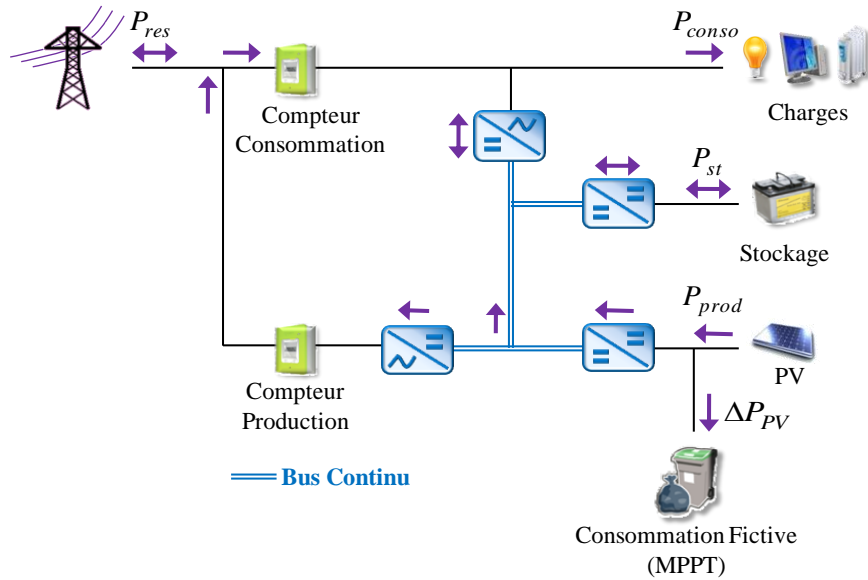 P_res
P_conso
Compteur
Consommation
Charges
P_st
Stockage
P_prod
PV
Compteur
Production
ΔP_PV
Bus Continu
Consommation Fictive
(MPPT)